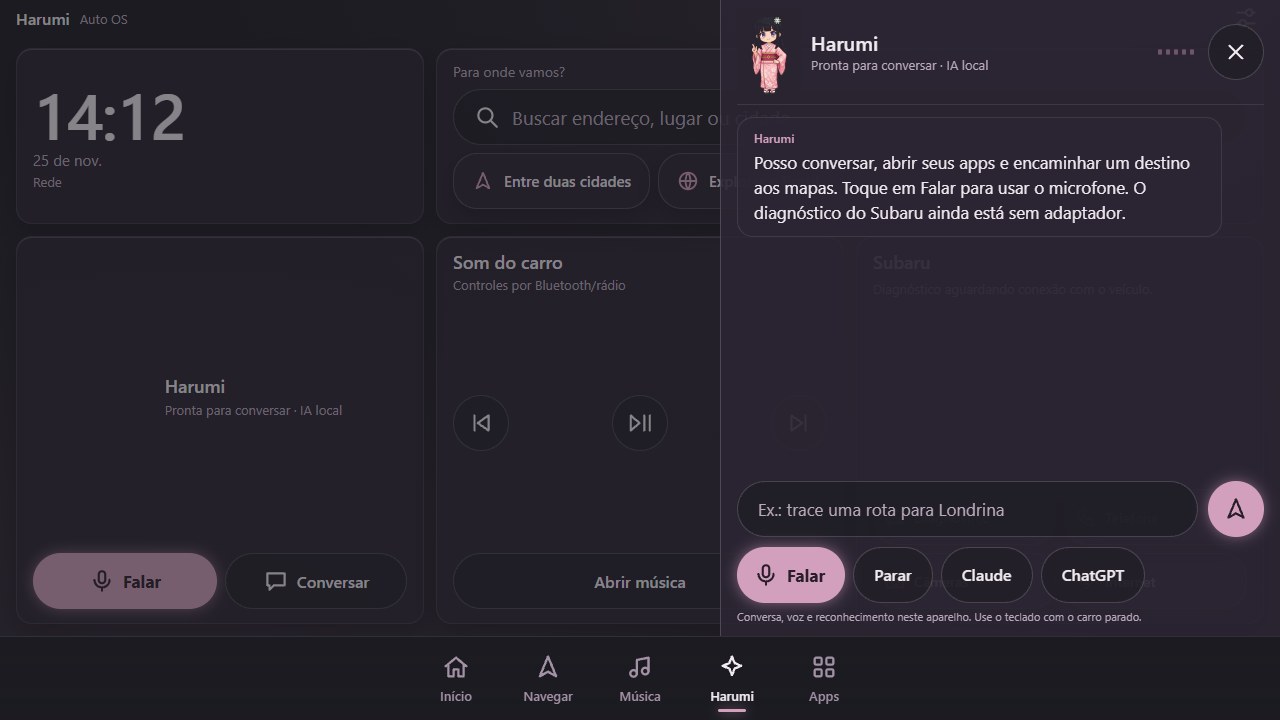 Harumi Auto OS
14:12
25 de nov.
Rede
Para onde vamos?
Buscar endereço, lugar ou cidade
Entre duas cidades
Harumi
Pronta para conversar · IA local
Falar
Conversar
Som do carro
Controles por Bluetooth/rádio
Abrir música
Subaru
Diagnóstico aguardando conexão com o veículo.
Harumi
Pronta para conversar · IA local
Harumi
Posso conversar, abrir seus apps e encaminhar um destino
aos mapas. Toque em Falar para usar o microfone. O
diagnóstico do Subaru ainda está sem adaptador.
Ex.: trace uma rota para Londrina
Falar
Parar
Claude
ChatGPT
Conversa, voz e reconhecimento neste aparelho. Use o teclado com o carro parado.
Início
Navegar
Música
Harumi
Apps